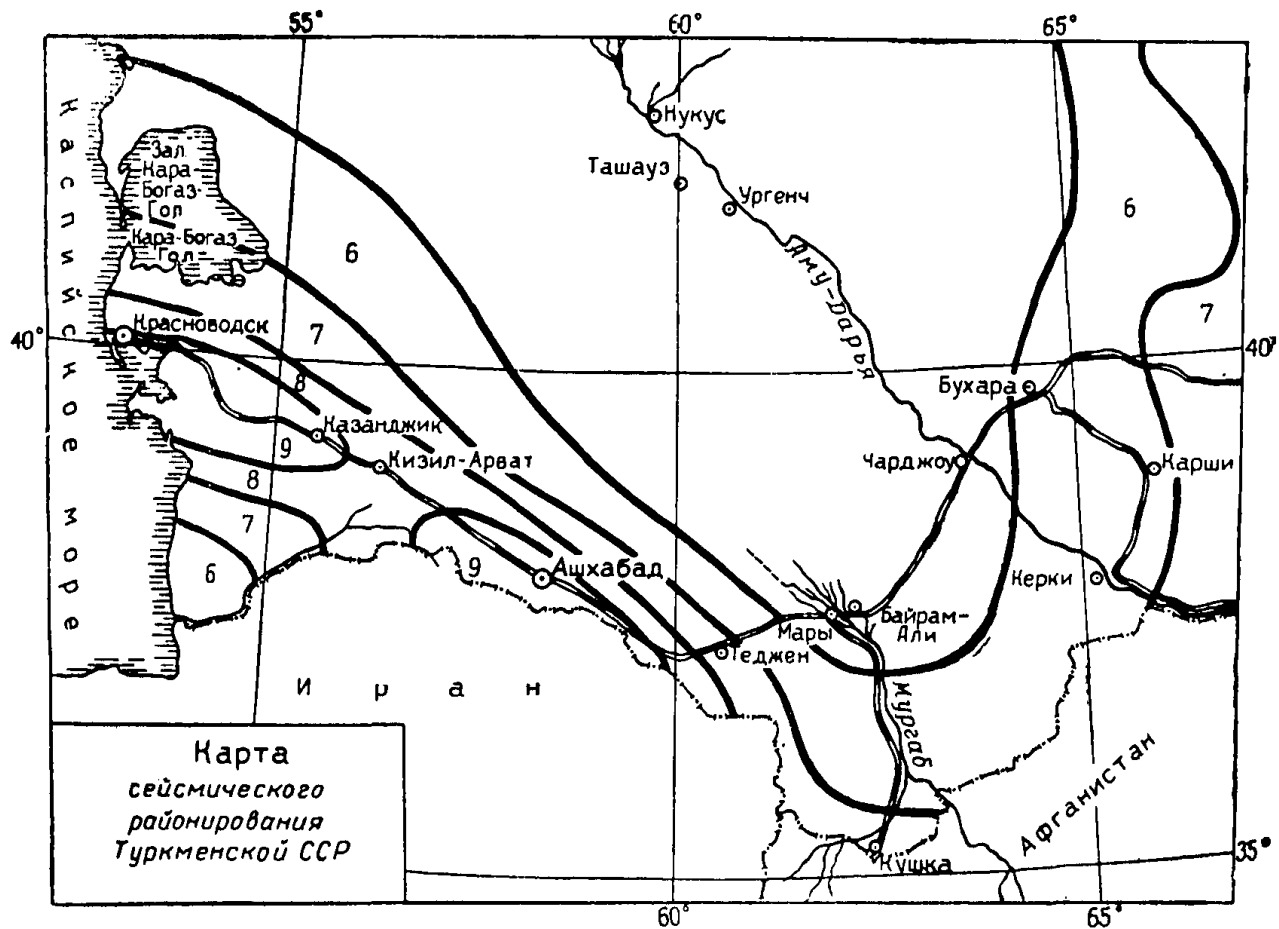 55°
60°
65°
Каспийское море
Нукус
Зал.
Кара-
Богаз-
Гол
Ташауз
Ургенч
6
6
Кара-Богаз
Гол
Аму-Дарья
7
7
Красноводск
40°
40°
8
Бухара
Казанджик
9
Кизил-Арват
Чарджоу
Карши
8
7
6
9
Ашхабад
Керки
Байрам-
Али
Мары
Теджен
Иран
Мургаб
Карта
сейсмического
районирования
Туркменской ССР
Афганистан
35°
Кушка
60°
65°